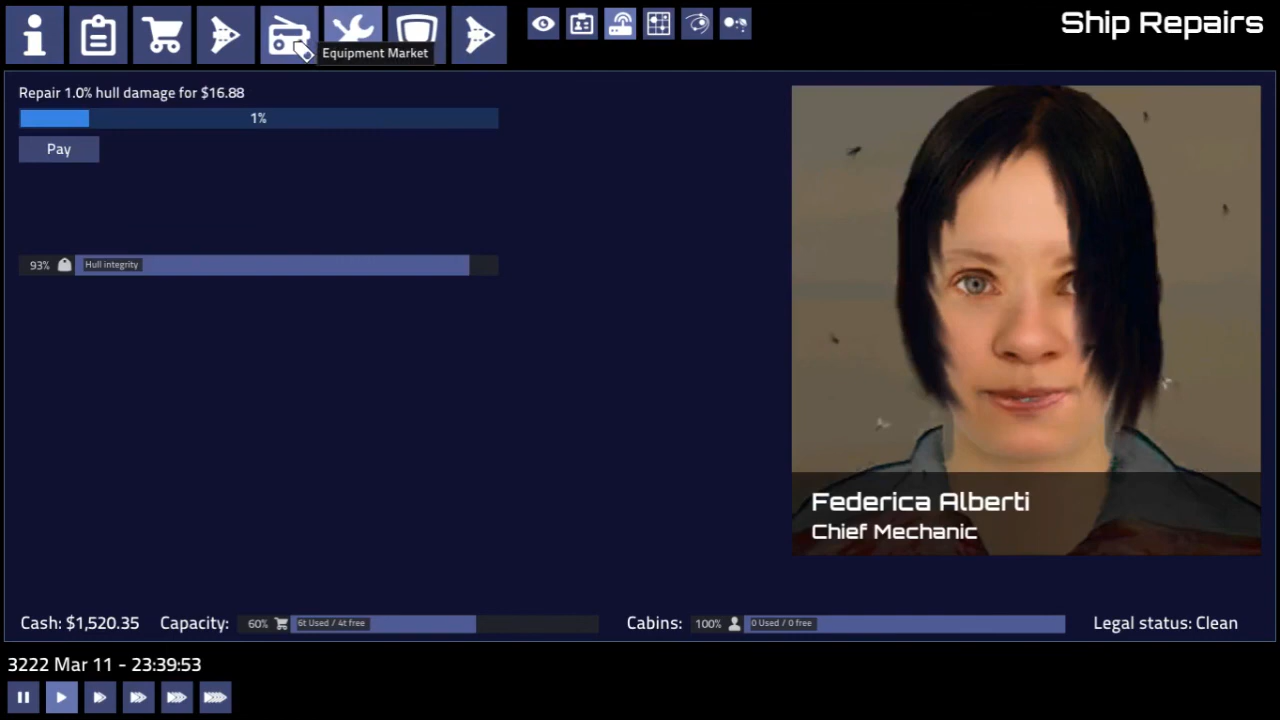 Ship Repairs
Equipment Market
Repair 1.0% hull damage for $16.88
1%
Pay
93% Hull integrity
Federica Alberti
Chief Mechanic
Cash: $1,520.35 Capacity: 60% 6t Used / 4t free Cabins: 100% 0 Used / 0 free Legal status: Clean
3222 Mar 11 - 23:39:53